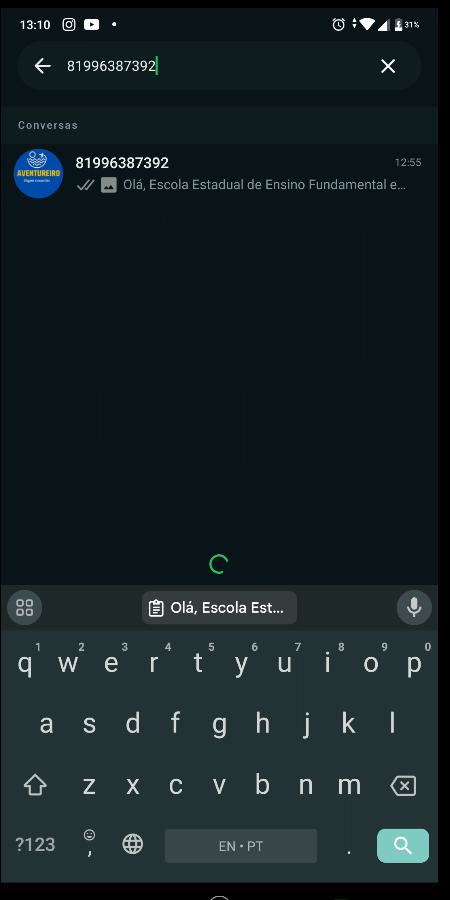 13:10
31%
81996387392
Conversas
AVENTUREIRO
81996387392
12:55
Olá, Escola Estadual de Ensino Fundamental e...
Olá, Escola Est...
1 2 3 4 5 6 7 8 9 0
q w e r t y u i o p
a s d f g h j k l
z x c v b n m
?123 , EN • PT .